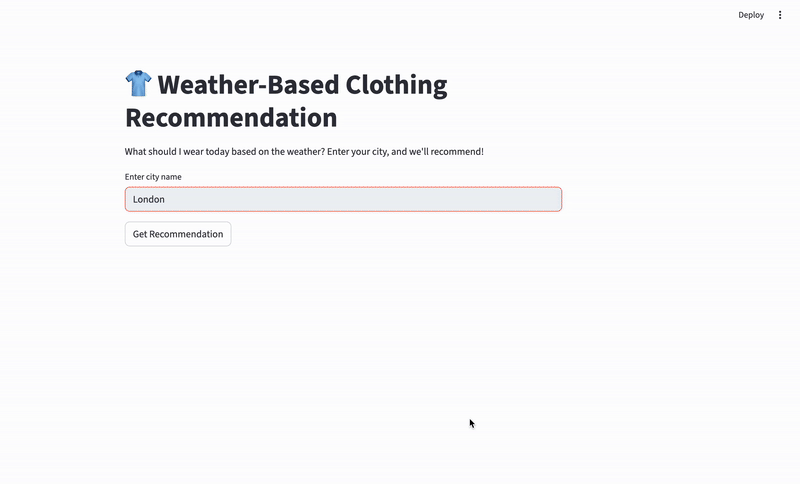 Deploy
Weather-Based Clothing
Recommendation
What should I wear today based on the weather? Enter your city, and we'll recommend!
Enter city name
London
Get Recommendation